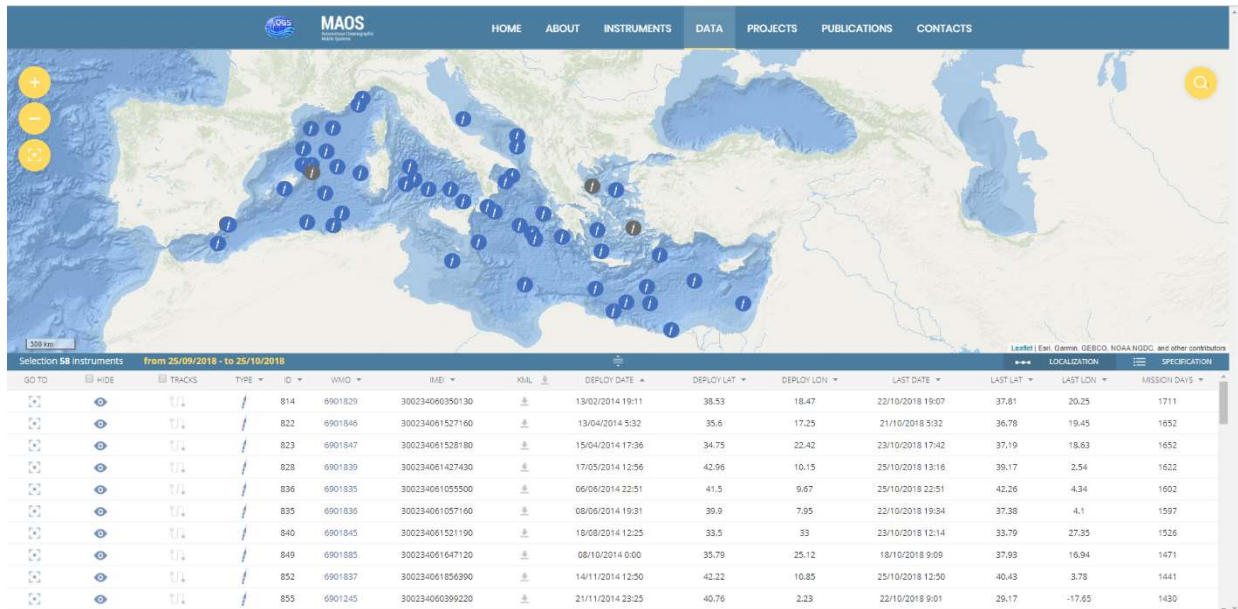 OGS
MAOS
Autonomous Oceanographic
Mobile Systems
HOME ABOUT INSTRUMENTS DATA PROJECTS PUBLICATIONS CONTACTS
+
−
300 km
Leaflet | Esri, Garmin, GEBCO, NOAA NGDC, and other contributors
Selection 58 instruments from 25/09/2018 - to 25/10/2018 LOCALIZATION SPECIFICATION
GO TO HIDE TRACKS TYPE ID WMO IMEI KML DEPLOY DATE DEPLOY LAT DEPLOY LON LAST DATE LAST LAT LAST LON MISSION DAYS
814 6901829 300234060350130 13/02/2014 19:11 38.53 18.47 22/10/2018 19:07 37.81 20.25 1711
822 6901846 300234061527160 13/04/2014 5:32 35.6 17.25 21/10/2018 5:32 36.78 19.45 1652
823 6901847 300234061528180 15/04/2014 17:36 34.75 22.42 23/10/2018 17:42 37.19 18.63 1652
828 6901839 300234061427430 17/05/2014 12:56 42.96 10.15 25/10/2018 13:16 39.17 2.54 1622
836 6901835 300234061055500 06/06/2014 22:51 41.5 9.67 25/10/2018 22:51 42.26 4.34 1602
835 6901836 300234061057160 08/06/2014 19:31 39.9 7.95 22/10/2018 19:34 37.38 4.1 1597
840 6901845 300234061521190 18/08/2014 12:25 33.5 33 23/10/2018 12:14 33.79 27.35 1526
849 6901885 300234061647120 08/10/2014 0:00 35.79 25.12 18/10/2018 9:09 37.93 16.94 1471
852 6901837 300234061856390 14/11/2014 12:50 42.22 10.85 25/10/2018 12:50 40.43 3.78 1441
855 6901245 300234060399220 21/11/2014 23:25 40.76 2.23 22/10/2018 9:01 29.17 -17.65 1430